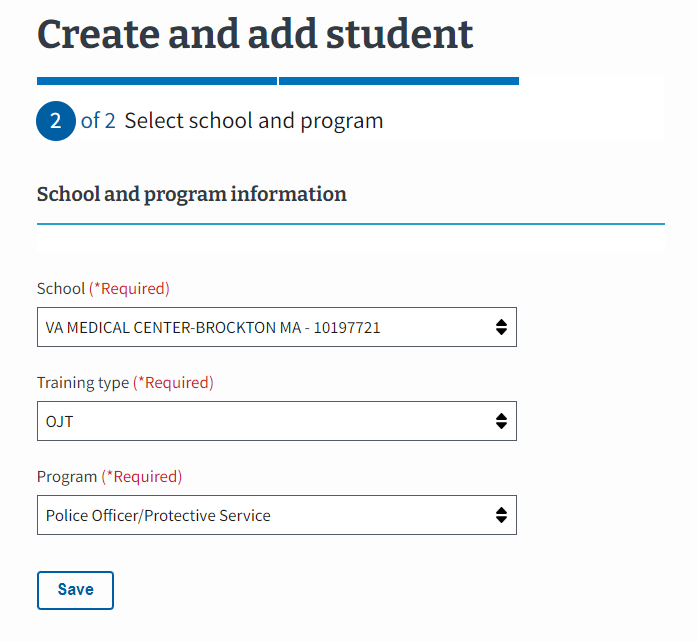 Create and add student
2 of 2 Select school and program
School and program information
School (*Required)
VA MEDICAL CENTER-BROCKTON MA - 10197721
Training type (*Required)
OJT
Program (*Required)
Police Officer/Protective Service
Save